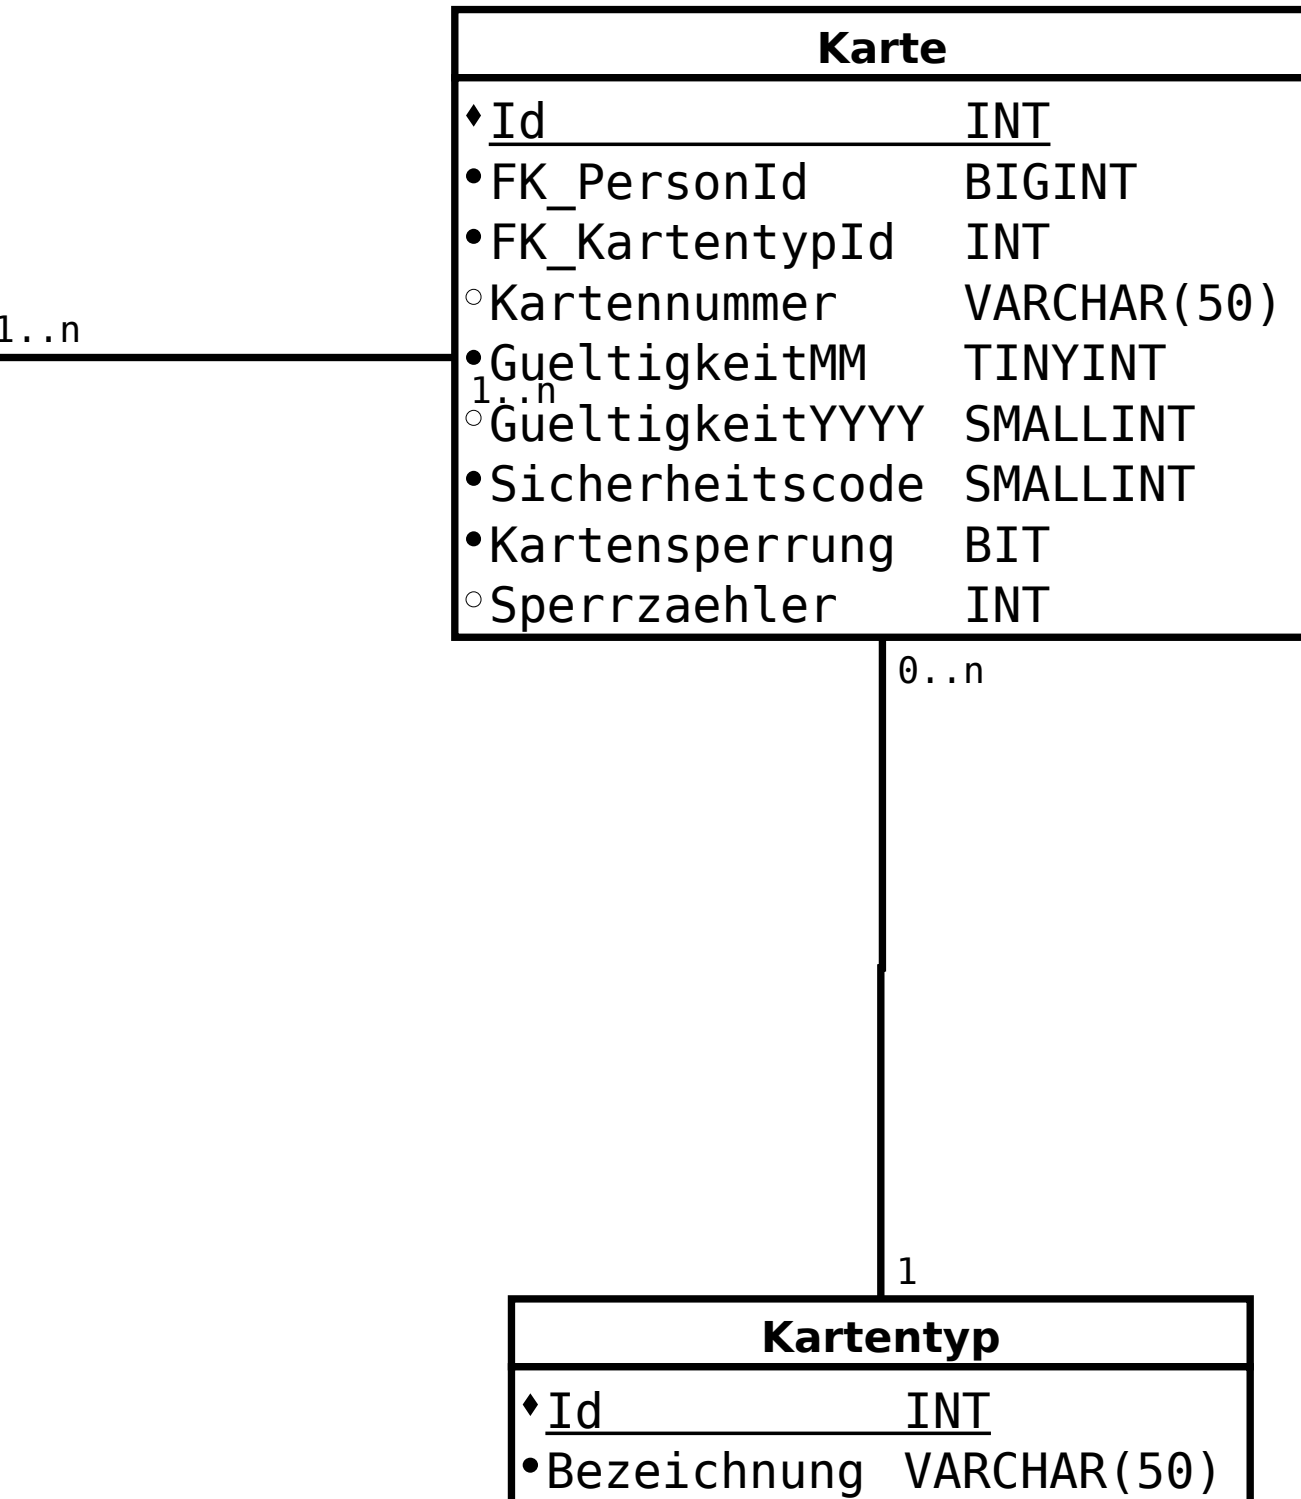 Karte
Id INT
FK_PersonId BIGINT
FK_KartentypId INT
Kartennummer VARCHAR(50)
1..n
GueltigkeitMM TINYINT
1..n
GueltigkeitYYYY SMALLINT
Sicherheitscode SMALLINT
Kartensperrung BIT
Sperrzaehler INT
0..n
1
Kartentyp
Id INT
Bezeichnung VARCHAR(50)